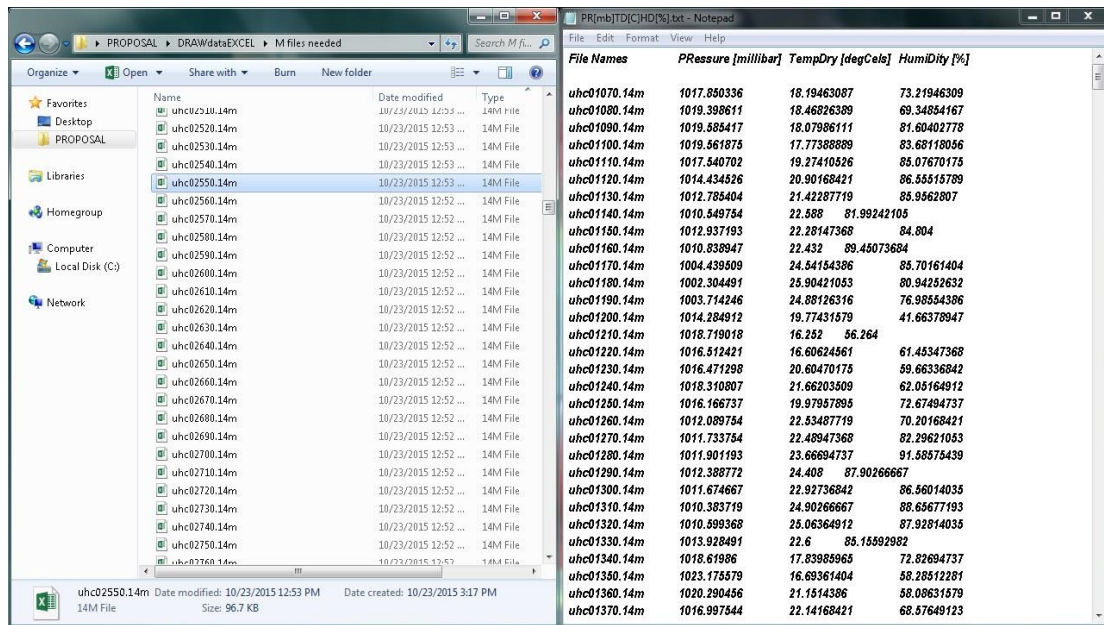 PROPOSAL ▸ DRAWdataEXCEL ▸ M files needed
Search M fi...
Organize Open Share with Burn New folder
Favorites
Desktop
PROPOSAL
Libraries
Homegroup
Computer
Local Disk (C:)
Network
Name Date modified Type
uhc02510.14m 10/23/2015 12:53 ... 14M File
uhc02520.14m 10/23/2015 12:53 ... 14M File
uhc02530.14m 10/23/2015 12:53 ... 14M File
uhc02540.14m 10/23/2015 12:53 ... 14M File
uhc02550.14m 10/23/2015 12:53 ... 14M File
uhc02560.14m 10/23/2015 12:52 ... 14M File
uhc02570.14m 10/23/2015 12:52 ... 14M File
uhc02580.14m 10/23/2015 12:52 ... 14M File
uhc02590.14m 10/23/2015 12:52 ... 14M File
uhc02600.14m 10/23/2015 12:52 ... 14M File
uhc02610.14m 10/23/2015 12:52 ... 14M File
uhc02620.14m 10/23/2015 12:52 ... 14M File
uhc02630.14m 10/23/2015 12:52 ... 14M File
uhc02640.14m 10/23/2015 12:52 ... 14M File
uhc02650.14m 10/23/2015 12:52 ... 14M File
uhc02660.14m 10/23/2015 12:52 ... 14M File
uhc02670.14m 10/23/2015 12:52 ... 14M File
uhc02680.14m 10/23/2015 12:52 ... 14M File
uhc02690.14m 10/23/2015 12:52 ... 14M File
uhc02700.14m 10/23/2015 12:52 ... 14M File
uhc02710.14m 10/23/2015 12:52 ... 14M File
uhc02720.14m 10/23/2015 12:52 ... 14M File
uhc02730.14m 10/23/2015 12:52 ... 14M File
uhc02740.14m 10/23/2015 12:52 ... 14M File
uhc02750.14m 10/23/2015 12:52 ... 14M File
uhc02760.14m 10/23/2015 12:52 14M File
uhc02550.14m Date modified: 10/23/2015 12:53 PM Date created: 10/23/2015 3:17 PM
14M File Size: 96.7 KB
PR[mb]TD[C]HD[%].txt - Notepad
File Edit Format View Help
File Names PRessure [millibar] TempDry [degCels] HumiDity [%]
uhc01070.14m 1017.850336 18.19463087 73.21946309
uhc01080.14m 1019.398611 18.46826389 69.34854167
uhc01090.14m 1019.585417 18.07986111 81.60402778
uhc01100.14m 1019.561875 17.77388889 83.68118056
uhc01110.14m 1017.540702 19.27410526 85.07670175
uhc01120.14m 1014.434526 20.90168421 86.55515789
uhc01130.14m 1012.785404 21.42287719 85.9562807
uhc01140.14m 1010.549754 22.588 81.99242105
uhc01150.14m 1012.937193 22.28147368 84.804
uhc01160.14m 1010.838947 22.432 89.45073684
uhc01170.14m 1004.439509 24.54154386 85.70161404
uhc01180.14m 1002.304491 25.90421053 80.94252632
uhc01190.14m 1003.714246 24.88126316 76.98554386
uhc01200.14m 1014.284912 19.77431579 41.66378947
uhc01210.14m 1018.719018 16.252 56.264
uhc01220.14m 1016.512421 16.60624561 61.45347368
uhc01230.14m 1016.471298 20.60470175 59.66336842
uhc01240.14m 1018.310807 21.66203509 62.05164912
uhc01250.14m 1016.166737 19.97957895 72.67494737
uhc01260.14m 1012.089754 22.53487719 70.20168421
uhc01270.14m 1011.733754 22.48947368 82.29621053
uhc01280.14m 1011.901193 23.66694737 91.58575439
uhc01290.14m 1012.388772 24.408 87.90266667
uhc01300.14m 1011.674667 22.92736842 86.56014035
uhc01310.14m 1010.383719 24.90266667 88.65677193
uhc01320.14m 1010.599368 25.06364912 87.92814035
uhc01330.14m 1013.928491 22.6 85.15592982
uhc01340.14m 1018.61986 17.83985965 72.82694737
uhc01350.14m 1023.175579 16.69361404 58.28512281
uhc01360.14m 1020.290456 21.1514386 58.08631579
uhc01370.14m 1016.997544 22.14168421 68.57649123